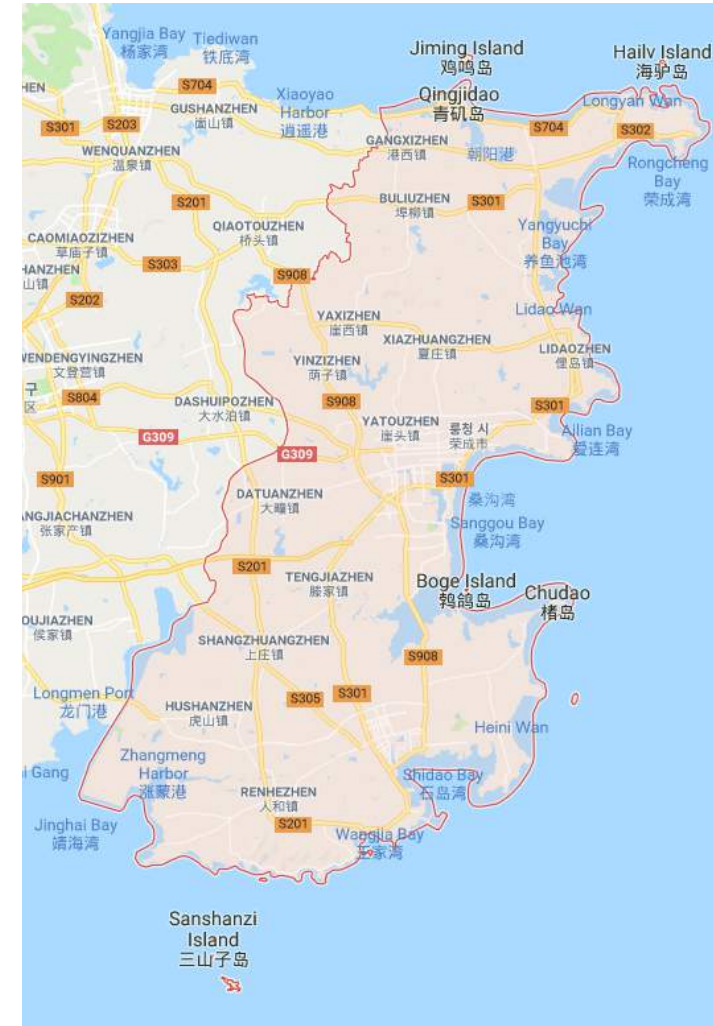 Yangjia Bay
杨家湾
Tiediwan
铁底湾
Jiming Island
鸡鸣岛
Hailv Island
海驴岛
HEN
S704
Xiaoyao
Harbor
逍遥港
Qingjidao
青矶岛
Longyan Wan
GUSHANZHEN
崮山镇
S301
S203
S704
S302
WENQUANZHEN
温泉镇
GANGXIZHEN
港西镇
朝阳港
Rongcheng
Bay
荣成湾
S201
BULIUZHEN
埠柳镇
S301
QIAOTOUZHEN
桥头镇
Yangyuchi
Bay
养鱼池湾
CAOMIAOZIZHEN
草庙子镇
S303
HANZHEN
山镇
S908
S202
YAXIZHEN
崖西镇
Lidao Wan
XIAZHUANGZHEN
夏庄镇
LIDAOZHEN
俚岛镇
WENDENGYINGZHEN
文登营镇
YINZIZHEN
荫子镇
区
S804
DASHUIPOZHEN
大水泊镇
S908
S301
YATOUZHEN
崖头镇
룽청 시
荣成市
Ailian Bay
爱连湾
G309
G309
S901
S301
DATUANZHEN
大疃镇
桑沟湾
NGJIACHANZHEN
张家产镇
Sanggou Bay
桑沟湾
S201
TENGJIAZHEN
滕家镇
Boge Island
鹁鸽岛
Chudao
楮岛
OUJIAZHEN
侯家镇
SHANGZHUANGZHEN
上庄镇
S908
Longmen Port
龙门港
S305
S301
HUSHANZHEN
虎山镇
Heini Wan
Zhangmeng
Harbor
涨蒙港
i Gang
Shidao Bay
石岛湾
RENHEZHEN
人和镇
Jinghai Bay
靖海湾
S201
Wangjia Bay
王家湾
Sanshanzi
Island
三山子岛